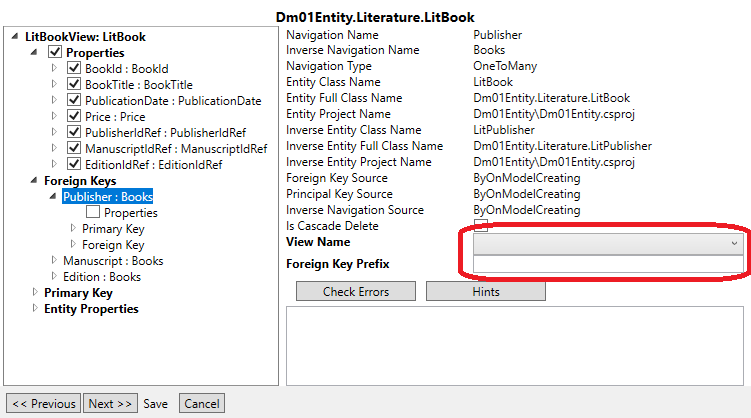 Dm01Entity.Literature.LitBook
LitBookView: LitBook
Properties
BookId : BookId
BookTitle : BookTitle
PublicationDate : PublicationDate
Price : Price
PublisherIdRef : PublisherIdRef
ManuscriptIdRef : ManuscriptIdRef
EditionIdRef : EditionIdRef
Foreign Keys
Publisher : Books
Properties
Primary Key
Foreign Key
Manuscript : Books
Edition : Books
Primary Key
Entity Properties
Navigation Name Publisher
Inverse Navigation Name Books
Navigation Type OneToMany
Entity Class Name LitBook
Entity Full Class Name Dm01Entity.Literature.LitBook
Entity Project Name Dm01Entity\Dm01Entity.csproj
Inverse Entity Class Name LitPublisher
Inverse Entity Full Class Name Dm01Entity.Literature.LitPublisher
Inverse Entity Project Name Dm01Entity\Dm01Entity.csproj
Foreign Key Source ByOnModelCreating
Principal Key Source ByOnModelCreating
Inverse Navigation Source ByOnModelCreating
Is Cascade Delete
View Name
Foreign Key Prefix
Check Errors Hints
<< Previous Next >> Save Cancel